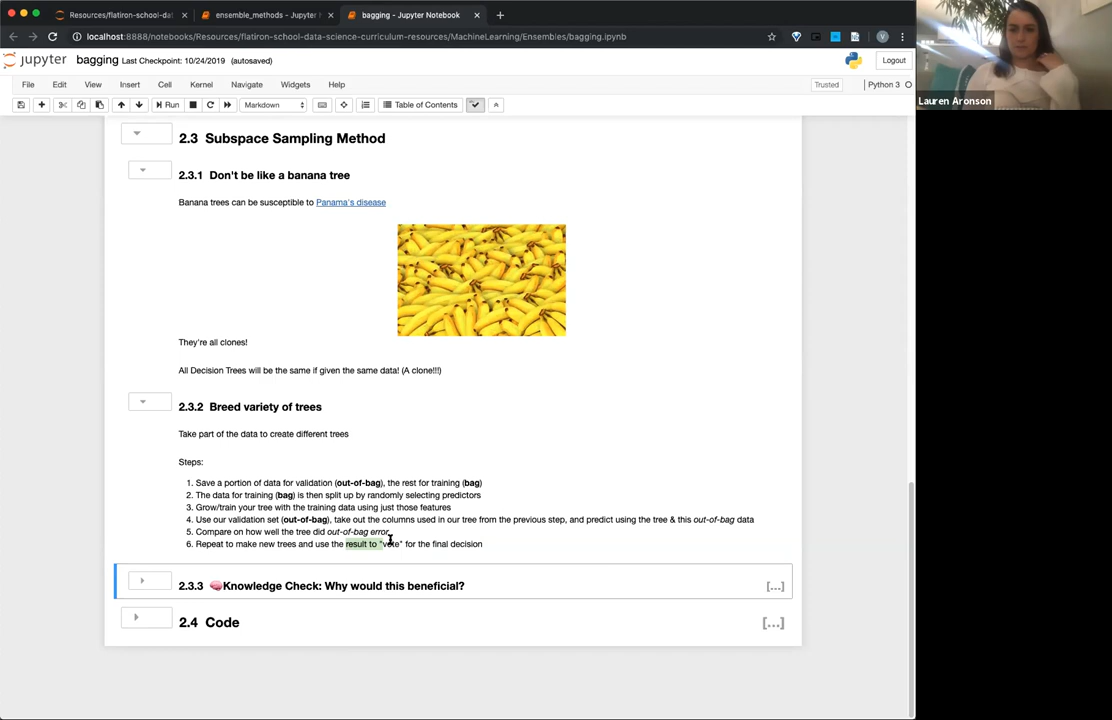 Resources/flatiron-school-dat
ensemble_methods - Jupyter
bagging - Jupyter Notebook
localhost:8888/notebooks/Resources/flatiron-school-data-science-curriculum-resources/MachineLearning/Ensembles/bagging.ipynb
V
jupyter bagging Last Checkpoint: 10/24/2019 (autosaved)
Logout
File Edit View Insert Cell Kernel Navigate Widgets Help
Trusted Python 3
Run Markdown Table of Contents
Lauren Aronson
2.3 Subspace Sampling Method
2.3.1 Don't be like a banana tree
Banana trees can be susceptible to Panama's disease
They're all clones!
All Decision Trees will be the same if given the same data! (A clone!!!)
2.3.2 Breed variety of trees
Take part of the data to create different trees
Steps:
1. Save a portion of data for validation (out-of-bag), the rest for training (bag)
2. The data for training (bag) is then split up by randomly selecting predictors
3. Grow/train your tree with the training data using just those features
4. Use our validation set (out-of-bag), take out the columns used in our tree from the previous step, and predict using the tree & this out-of-bag data
5. Compare on how well the tree did out-of-bag error
6. Repeat to make new trees and use the result to "vote" for the final decision
2.3.3 🧠Knowledge Check: Why would this beneficial?
[...]
2.4 Code
[...]